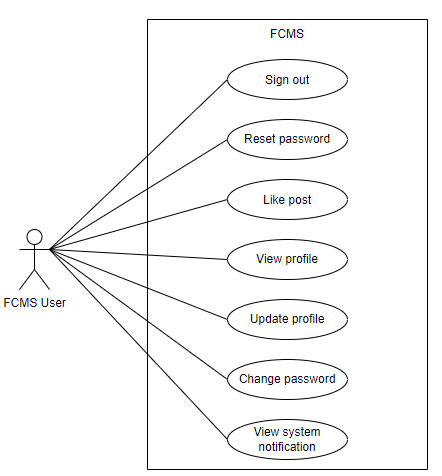 FCMS
Sign out
Reset password
Like post
View profile
FCMS User
Update profile
Change password
View system
notification